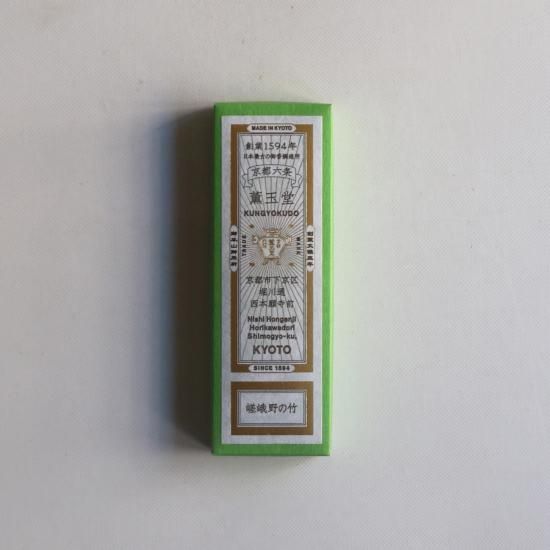 MADE IN KYOTO
創業1594年
京都六条
薫玉堂
KUNGYOKUDO
TRADE
MARK
京都市下京区
堀川通
西本願寺前
Nishi Honganji
Horikawadori
Shimogyo-ku,
KYOTO
SINCE 1594
嵯峨野の竹